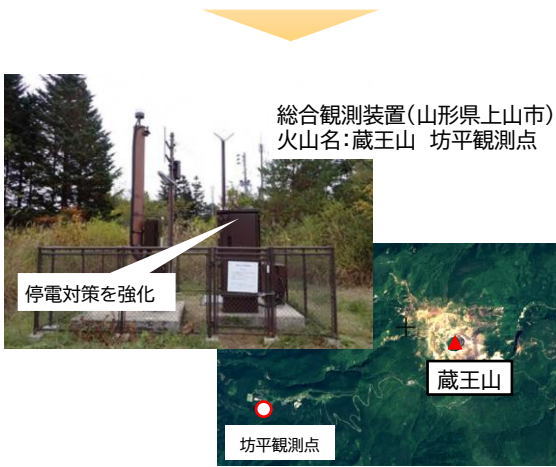 総合観測装置(山形県上山市)
火山名:蔵王山 坊平観測点
停電対策を強化
蔵王山
坊平観測点